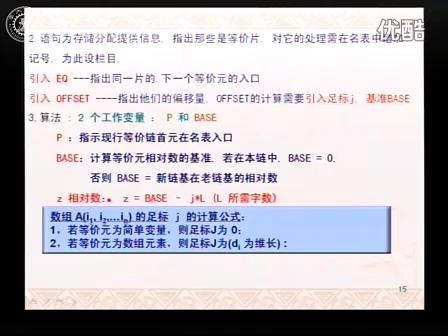 优酷
2.语句为存储分配提供信息，指出那些是等价片．对它的处理需在名表中增加
记号，为此设栏目．
引入 EQ ---指出同一片的，下一个等价元的入口
引入 OFFSET ----指出他们的偏移量．OFFSET的计算需要引入足标j，基准BASE
3.算法：2 个工作变量： P 和 BASE
P ：指示现行等价链首元在名表入口
BASE：计算等价元相对数的基准．若在本链中．BASE = 0.
否则 BASE = 新链基在老链基的相对数
z 相对数：. z = BASE － j*L (L 所需字数)
数组 A(i1, i2,...in) 的足标 j 的计算公式：
1，若等价元为简单变量，则足标J为 0；
2，若等价元为数组元素，则足标J为(di 为维长)：
15